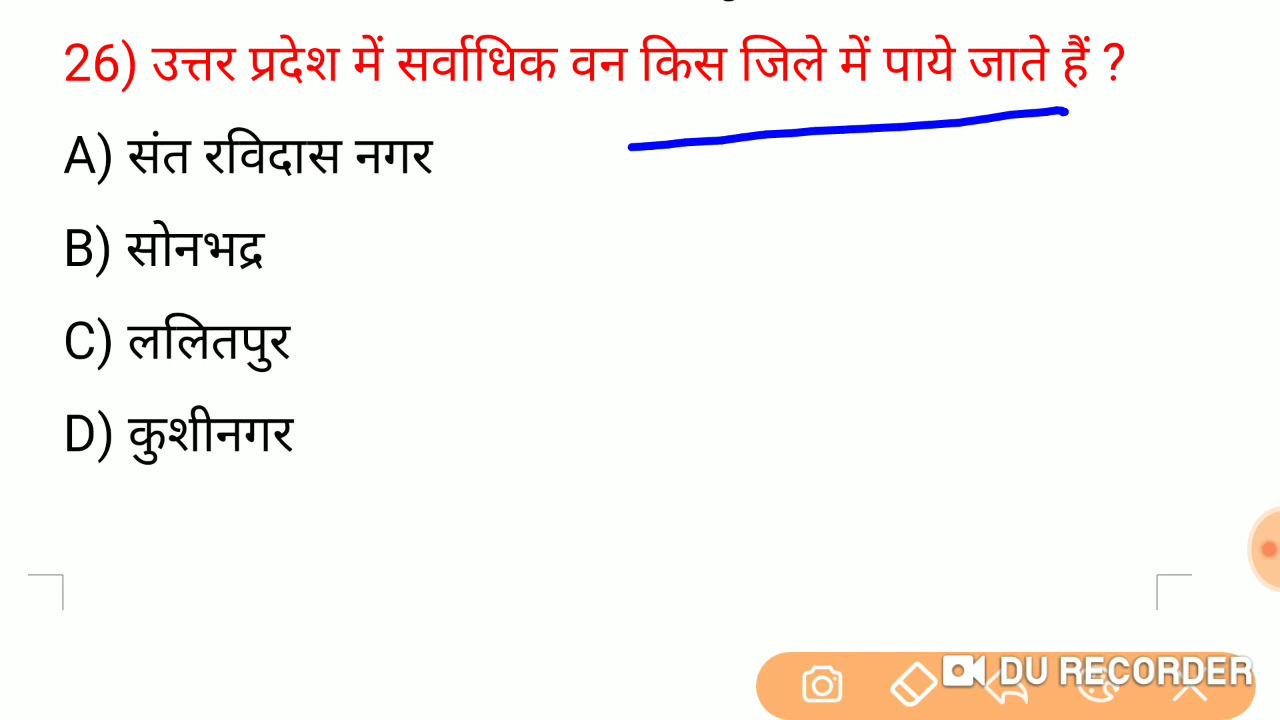 26) उत्तर प्रदेश में सर्वाधिक वन किस जिले में पाये जाते हैं ?
A) संत रविदास नगर
B) सोनभद्र
C) ललितपुर
D) कुशीनगर
DU RECORDER